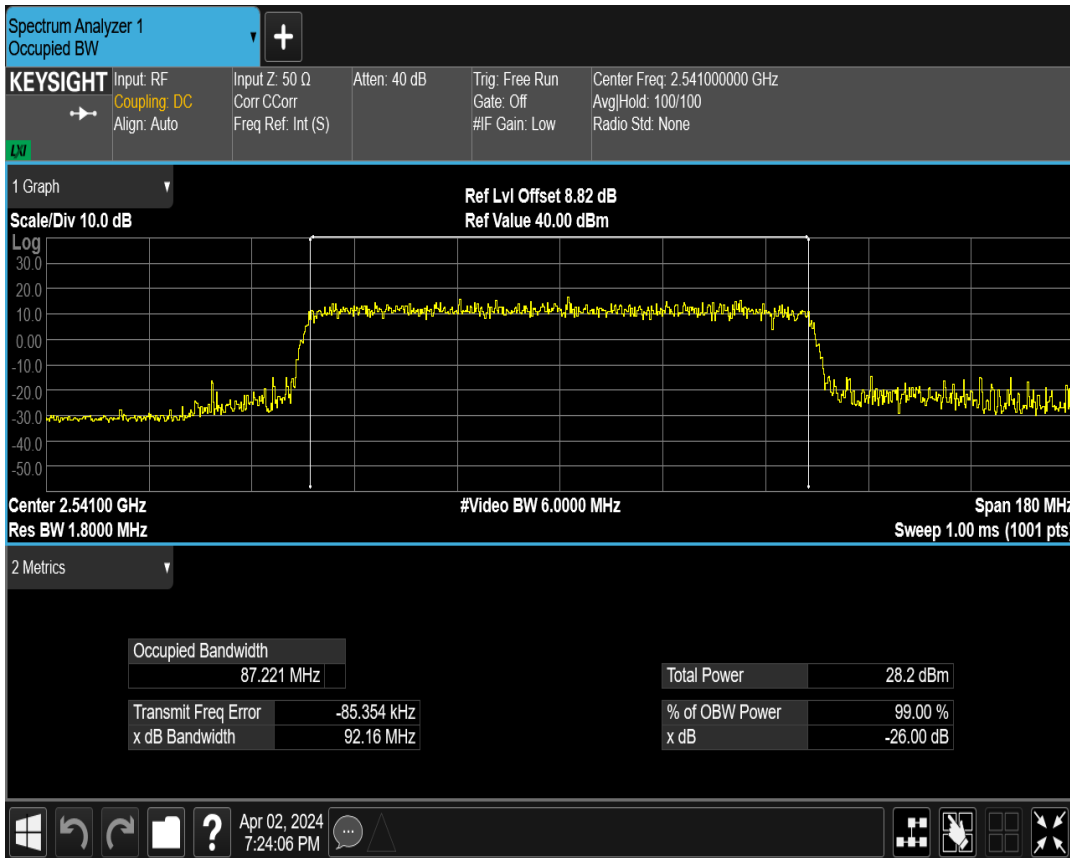 Spectrum Analyzer 1
Occupied BW
+
KEYSIGHT
Input: RF
Coupling: DC
Align: Auto
Input Z: 50 Ω
Corr CCorr
Freq Ref: Int (S)
Atten: 40 dB
Trig: Free Run
Gate: Off
#IF Gain: Low
Center Freq: 2.541000000 GHz
Avg|Hold: 100/100
Radio Std: None
LXI
1 Graph
Ref Lvl Offset 8.82 dB
Scale/Div 10.0 dB
Ref Value 40.00 dBm
Log
30.0
20.0
10.0
0.00
-10.0
-20.0
-30.0
-40.0
-50.0
Center 2.54100 GHz
#Video BW 6.0000 MHz
Span 180 MHz
Res BW 1.8000 MHz
Sweep 1.00 ms (1001 pts)
2 Metrics
Occupied Bandwidth
87.221 MHz
Total Power 28.2 dBm
Transmit Freq Error -85.354 kHz
% of OBW Power 99.00 %
x dB Bandwidth 92.16 MHz
x dB -26.00 dB
?
Apr 02, 2024
7:24:06 PM